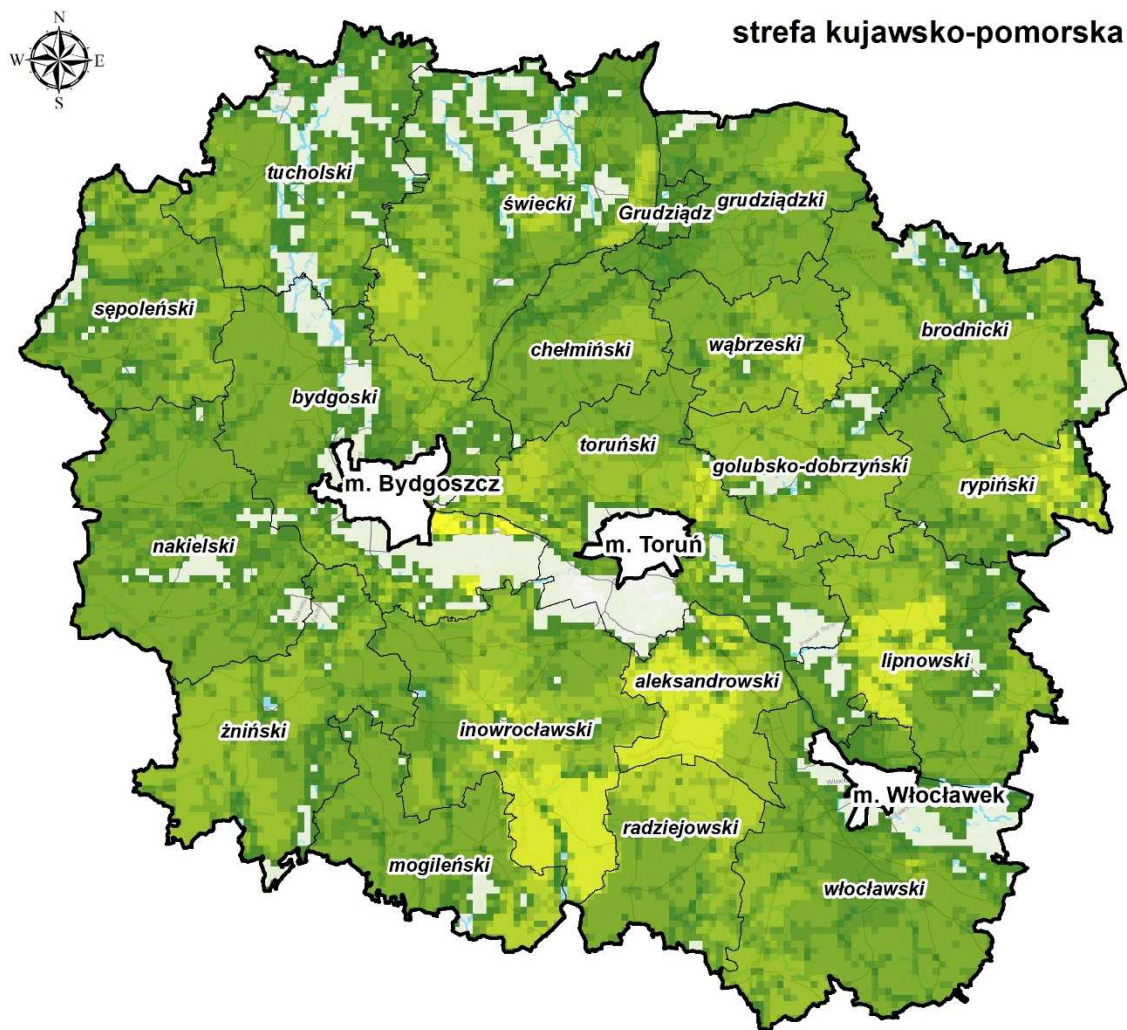 N
strefa kujawsko-pomorska
W
E
S
tucholski
świecki
Grudziądz
grudziądzki
sępoleński
brodnicki
chełmiński
wąbrzeski
bydgoski
toruński
golubsko-dobrzyński
m. Bydgoszcz
rypiński
nakielski
m. Toruń
lipnowski
aleksandrowski
żniński
inowrocławski
m. Włocławek
radziejowski
mogileński
włocławski